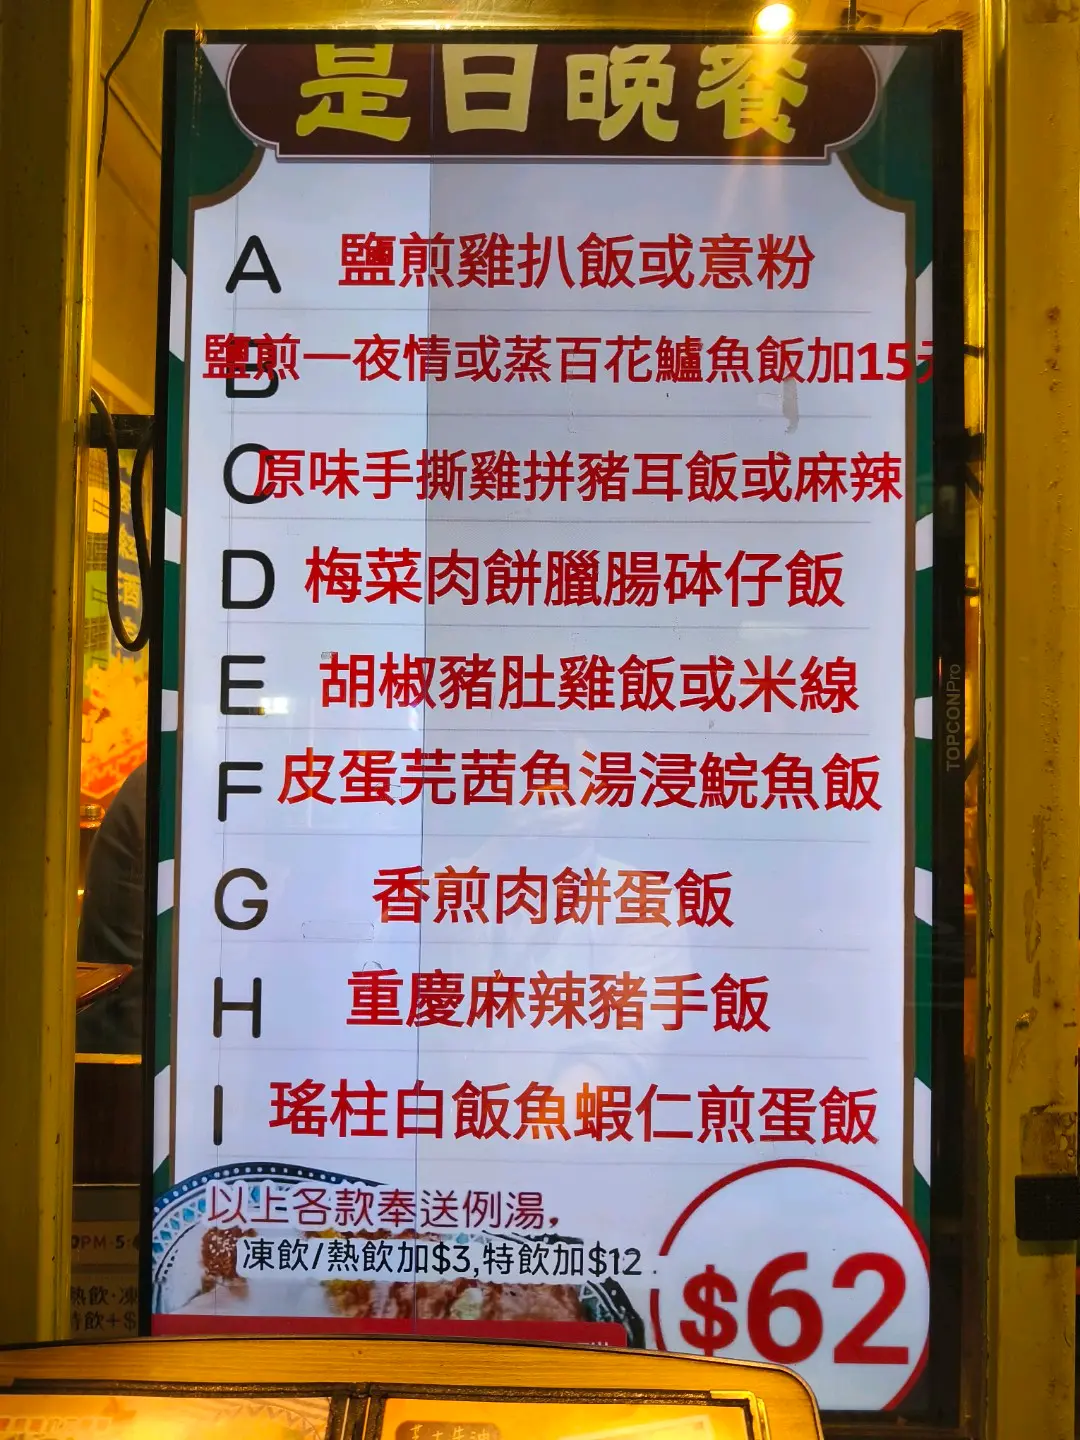 是日晚餐
A 鹽煎雞扒飯或意粉
B 鹽煎一夜情或蒸百花鱸魚飯加15元
C 原味手撕雞拼豬耳飯或麻辣
D 梅菜肉餅臘腸砵仔飯
E 胡椒豬肚雞飯或米線
F 皮蛋芫茜魚湯浸鯇魚飯
G 香煎肉餅蛋飯
H 重慶麻辣豬手飯
I 瑤柱白飯魚蝦仁煎蛋飯
以上各款奉送例湯，
凍飲/熱飲加$3,特飲加$12.
$62
TOPCONPro